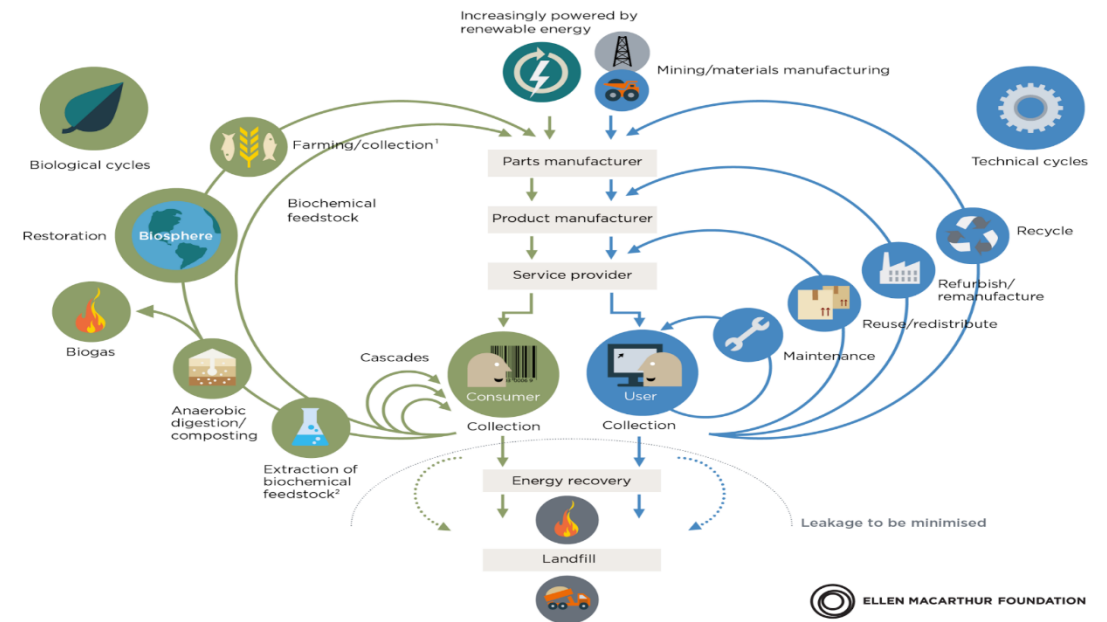 Increasingly powered by
renewable energy
Mining/materials manufacturing
Biological cycles
Technical cycles
Farming/collection¹
Parts manufacturer
Biochemical
feedstock
Product manufacturer
Restoration
Biosphere
Recycle
Service provider
Refurbish/
remanufacture
Reuse/redistribute
Biogas
Maintenance
Cascades
Consumer
User
Anaerobic
digestion/
composting
Collection
Collection
Extraction of
biochemical
feedstock²
Energy recovery
Leakage to be minimised
Landfill
ELLEN MACARTHUR FOUNDATION